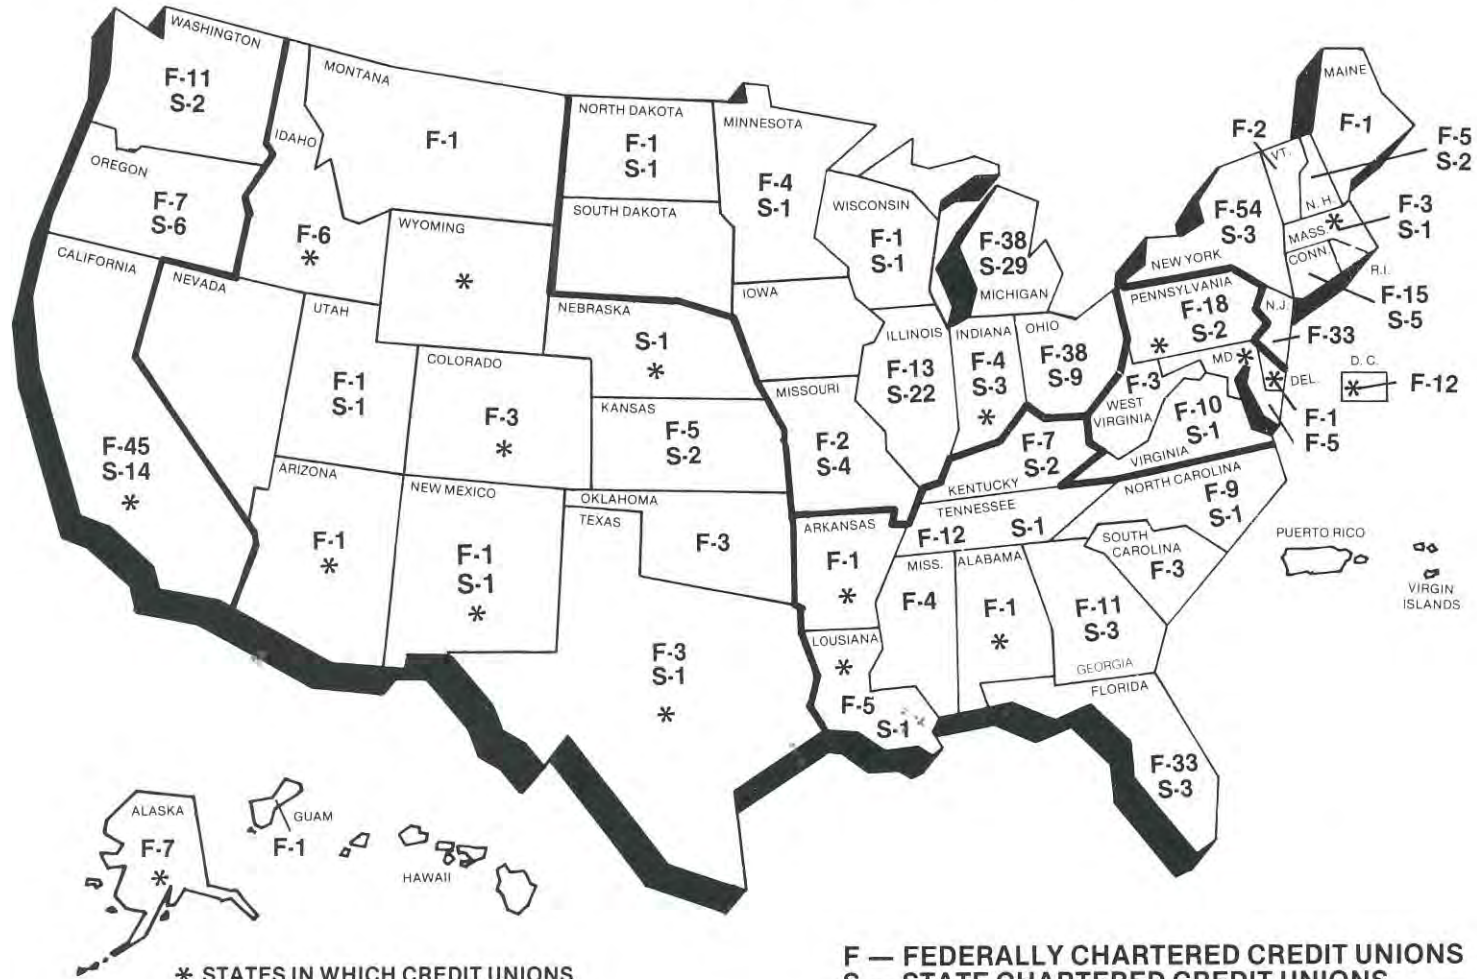 WASHINGTON
F-11
S-2
MONTANA
F-1
NORTH DAKOTA
F-1
S-1
MINNESOTA
F-4
S-1
MAINE
F-1
IDAHO
F-6
*
OREGON
F-7
S-6
WYOMING
*
SOUTH DAKOTA
WISCONSIN
F-1
S-1
F-38
S-29
MICHIGAN
F-2
VT.
F-5
S-2
N. H.
F-54
S-3
NEW YORK
MASS.
*
F-3
S-1
CONN.
R.I.
F-15
S-5
CALIFORNIA
F-45
S-14
*
NEVADA
UTAH
F-1
S-1
NEBRASKA
S-1
*
IOWA
ILLINOIS
F-13
S-22
INDIANA
F-4
S-3
*
OHIO
F-38
S-9
PENNSYLVANIA
F-18
S-2
*
N.J.
F-33
MD
*
*
DEL.
D. C.
*
F-12
F-1
F-5
COLORADO
F-3
*
KANSAS
F-5
S-2
MISSOURI
F-2
S-4
F-3
WEST
VIRGINIA
F-10
S-1
VIRGINIA
F-7
S-2
KENTUCKY
ARIZONA
F-1
*
NEW MEXICO
F-1
S-1
*
OKLAHOMA
F-3
TEXAS
F-3
S-1
*
ARKANSAS
F-1
*
TENNESSEE
F-12 S-1
NORTH CAROLINA
F-9
S-1
SOUTH
CAROLINA
F-3
MISS.
F-4
ALABAMA
F-1
*
F-11
S-3
GEORGIA
LOUSIANA
*
F-5
S-1
FLORIDA
F-33
S-3
PUERTO RICO
VIRGIN
ISLANDS
ALASKA
F-7
*
GUAM
F-1
HAWAII
* STATES IN WHICH CREDIT UNIONS
F — FEDERALLY CHARTERED CREDIT UNIONS
S — STATE CHARTERED CREDIT UNIONS